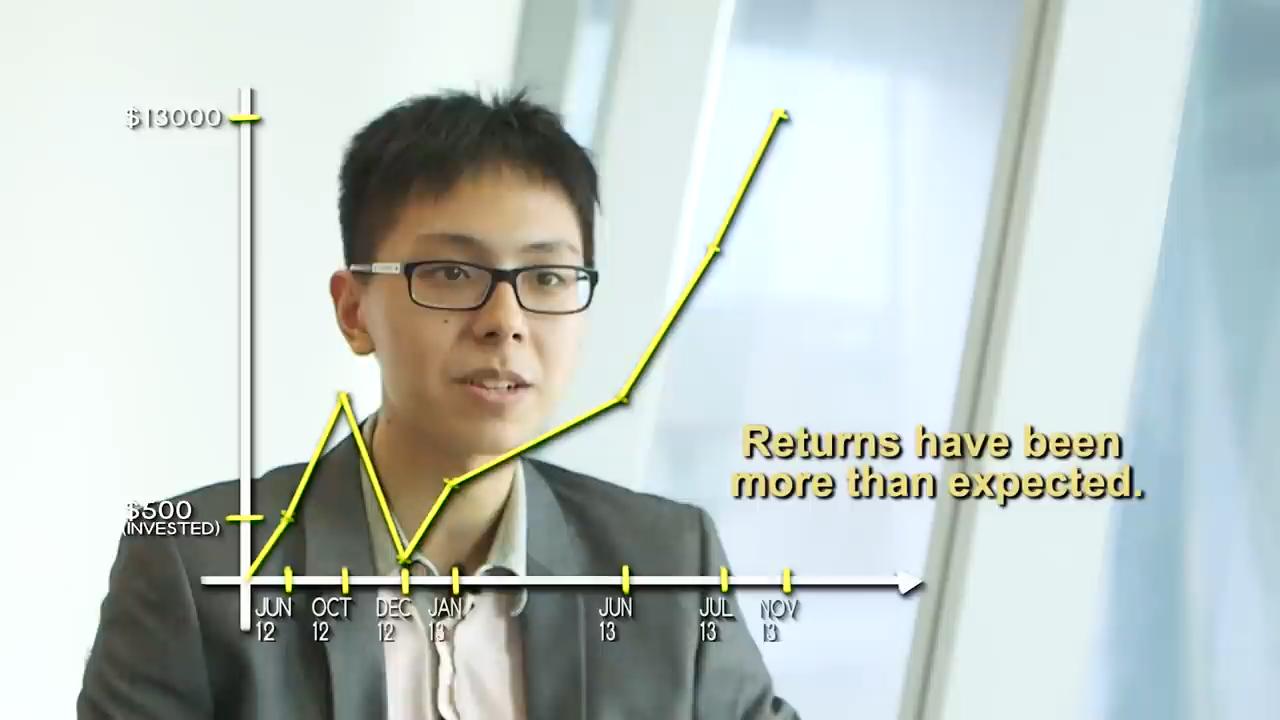 $13000
$500
(INVESTED)
Returns have been
more than expected.
JUN
12
OCT
12
DEC
12
JAN
13
JUN
13
JUL
13
NOV
13